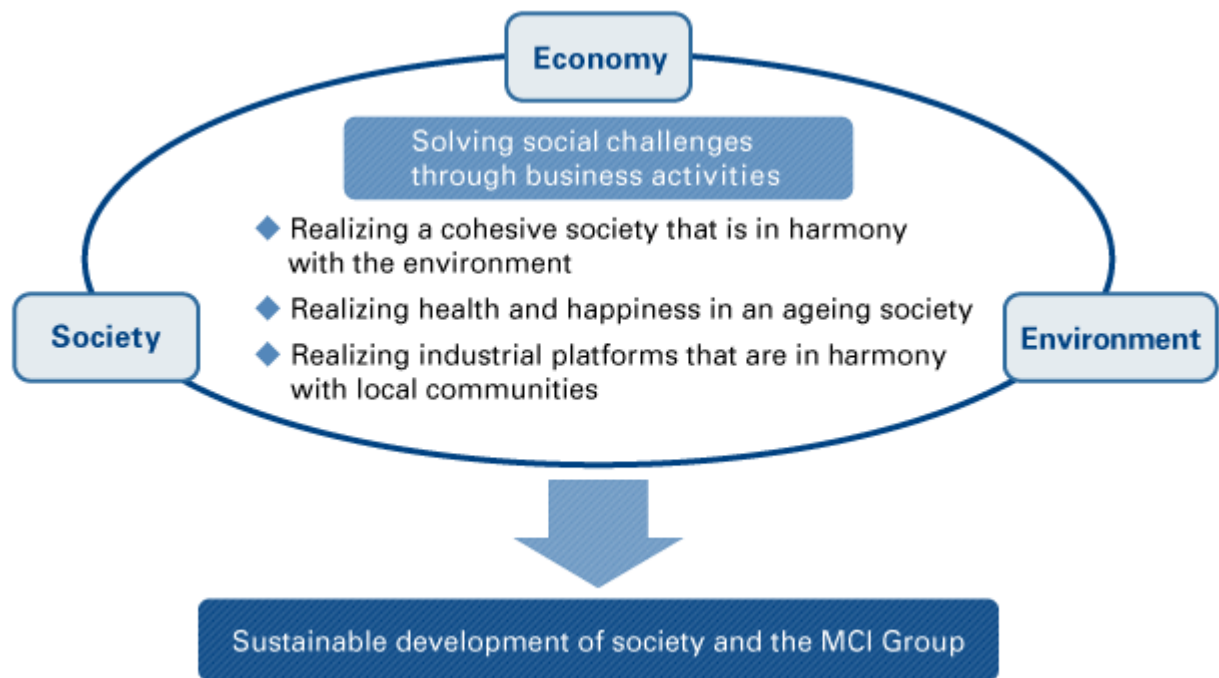 Economy
Solving social challenges
through business activities
Realizing a cohesive society that is in harmony
with the environment
Realizing health and happiness in an ageing society
Society
Environment
Realizing industrial platforms that are in harmony
with local communities
Sustainable development of society and the MCI Group